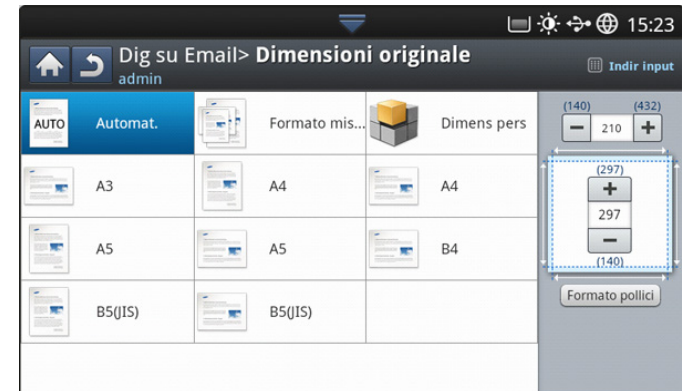 15:23
Dig su Email> Dimensioni originale
admin
Indir input
AUTO Automat.
Formato mis...
Dimens pers
A3
A4
A4
A5
A5
B4
B5(JIS)
B5(JIS)
(140) (432)
210
(297)
297
(140)
Formato pollici